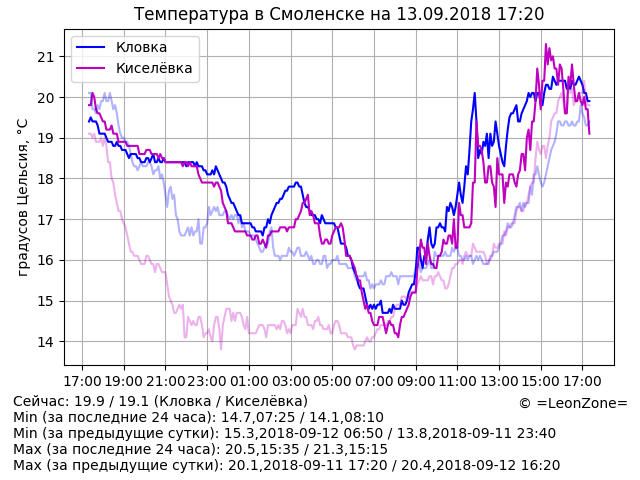 Температура в Смоленске на 13.09.2018 17:20
Кловка
Киселёвка
градусов Цельсия, °C
21
20
19
18
17
16
15
14
17:00 19:00 21:00 23:00 01:00 03:00 05:00 07:00 09:00 11:00 13:00 15:00 17:00
Сейчас: 19.9 / 19.1 (Кловка / Киселёвка)
© =LeonZone=
Min (за последние 24 часа): 14.7,07:25 / 14.1,08:10
Min (за предыдущие сутки): 15.3,2018-09-12 06:50 / 13.8,2018-09-11 23:40
Max (за последние 24 часа): 20.5,15:35 / 21.3,15:15
Max (за предыдущие сутки): 20.1,2018-09-11 17:20 / 20.4,2018-09-12 16:20